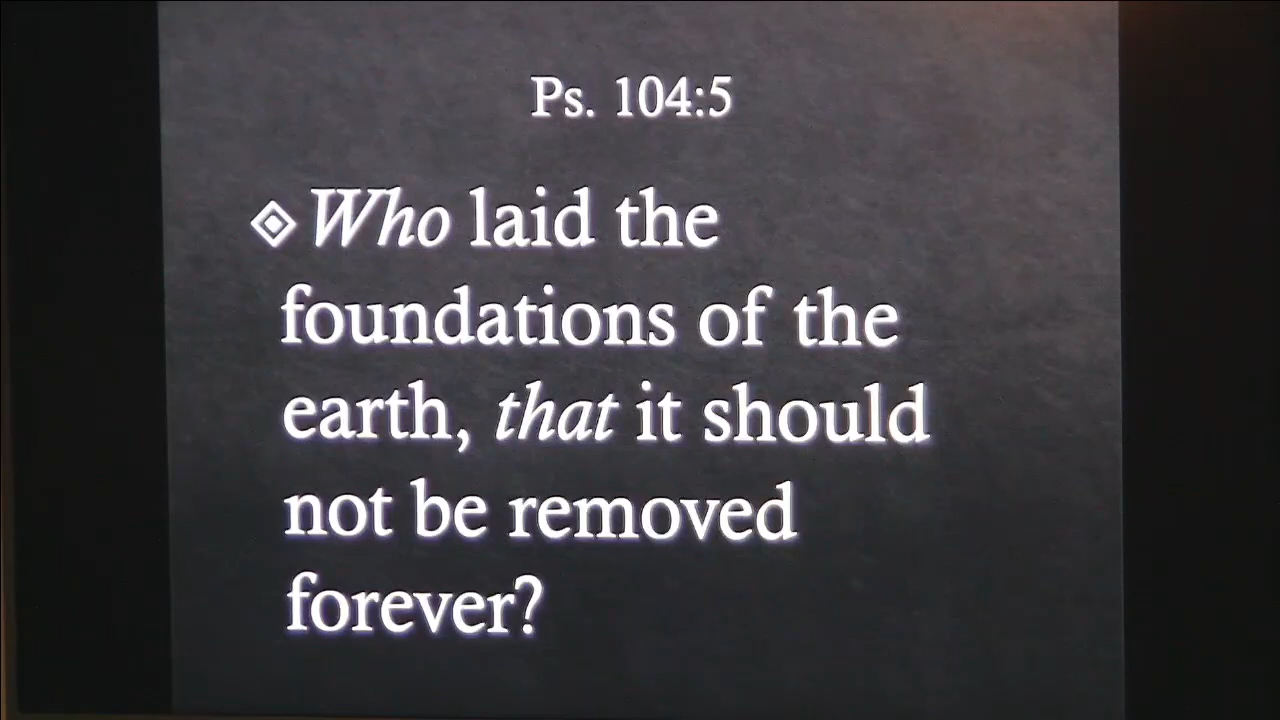 Ps. 104:5
Who laid the
foundations of the
earth, that it should
not be removed
forever?